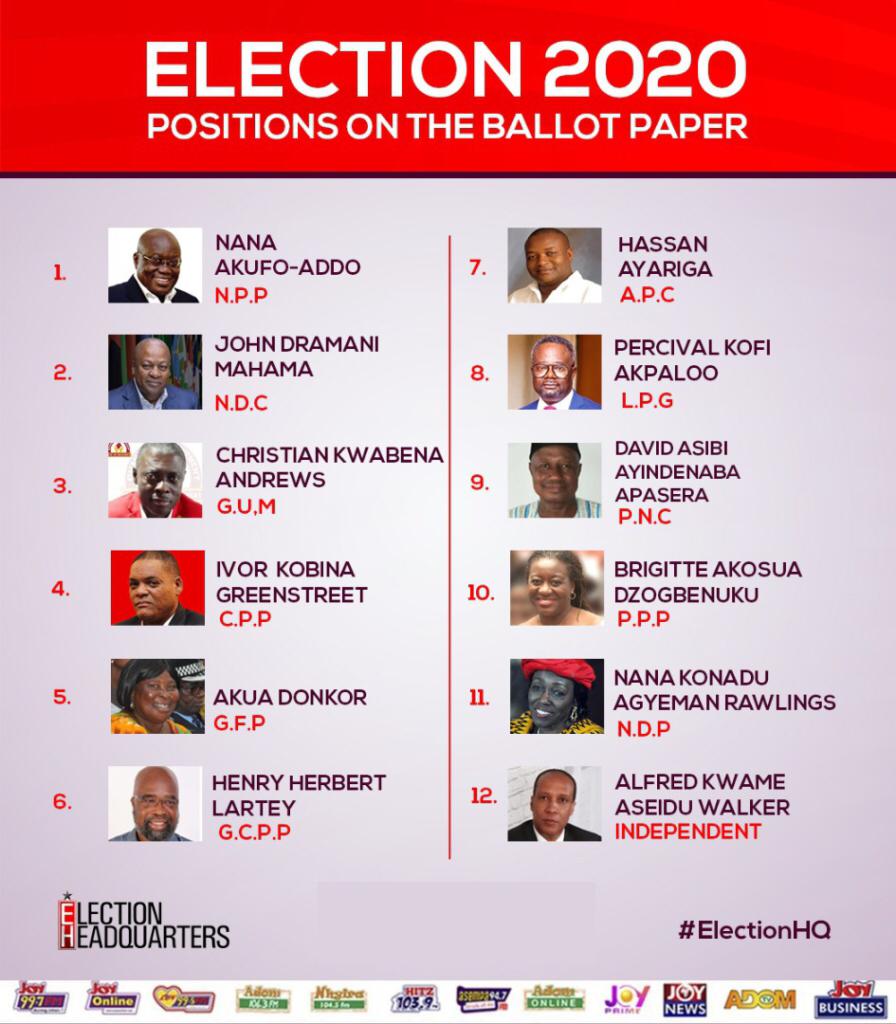 ELECTION 2020
POSITIONS ON THE BALLOT PAPER
1.
NANA
AKUFO-ADDO
N.P.P
2.
JOHN DRAMANI
MAHAMA
N.D.C
3.
CHRISTIAN KWABENA
ANDREWS
G.U,M
4.
IVOR KOBINA
GREENSTREET
C.P.P
5.
AKUA DONKOR
G.F.P
6.
HENRY HERBERT
LARTEY
G.C.P.P
7.
HASSAN
AYARIGA
A.P.C
8.
PERCIVAL KOFI
AKPALOO
L.P.G
9.
DAVID ASIBI
AYINDENABA
APASERA
P.N.C
10.
BRIGITTE AKOSUA
DZOGBENUKU
P.P.P
11.
NANA KONADU
AGYEMAN RAWLINGS
N.D.P
12.
ALFRED KWAME
ASEIDU WALKER
INDEPENDENT
ELECTION
HEADQUARTERS
#ElectionHQ
JOY
99.7 FM
JOY
Online
Adom
106.3 FM
Nhyira
104.5 fm
HITZ
103.9
asempa 94.7
Adom
ONLINE
JOY
PRIME
JOY
NEWS
ADOM
JOY
BUSINESS